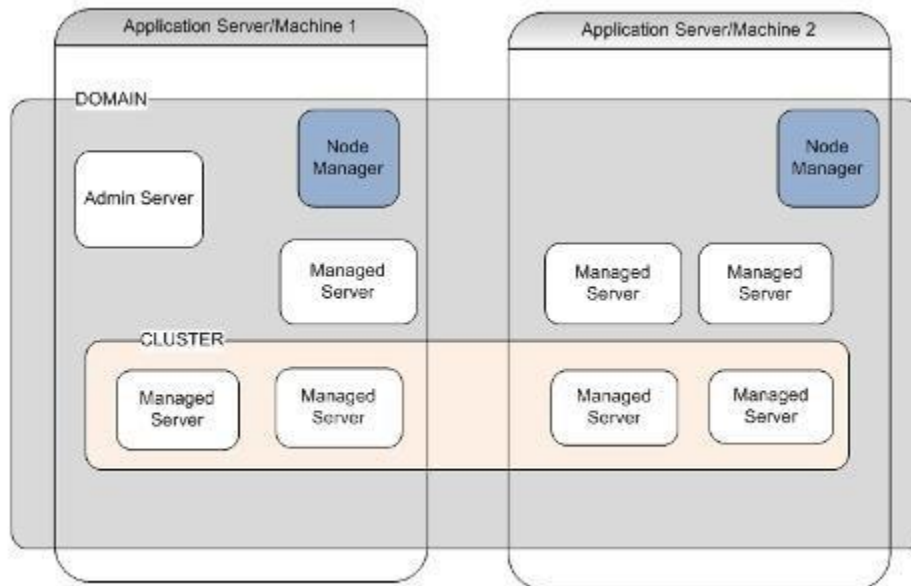 Application Server/Machine 1
Application Server/Machine 2
DOMAIN
Node
Manager
Node
Manager
Admin Server
Managed
Server
Managed
Server
Managed
Server
CLUSTER
Managed
Server
Managed
Server
Managed
Server
Managed
Server